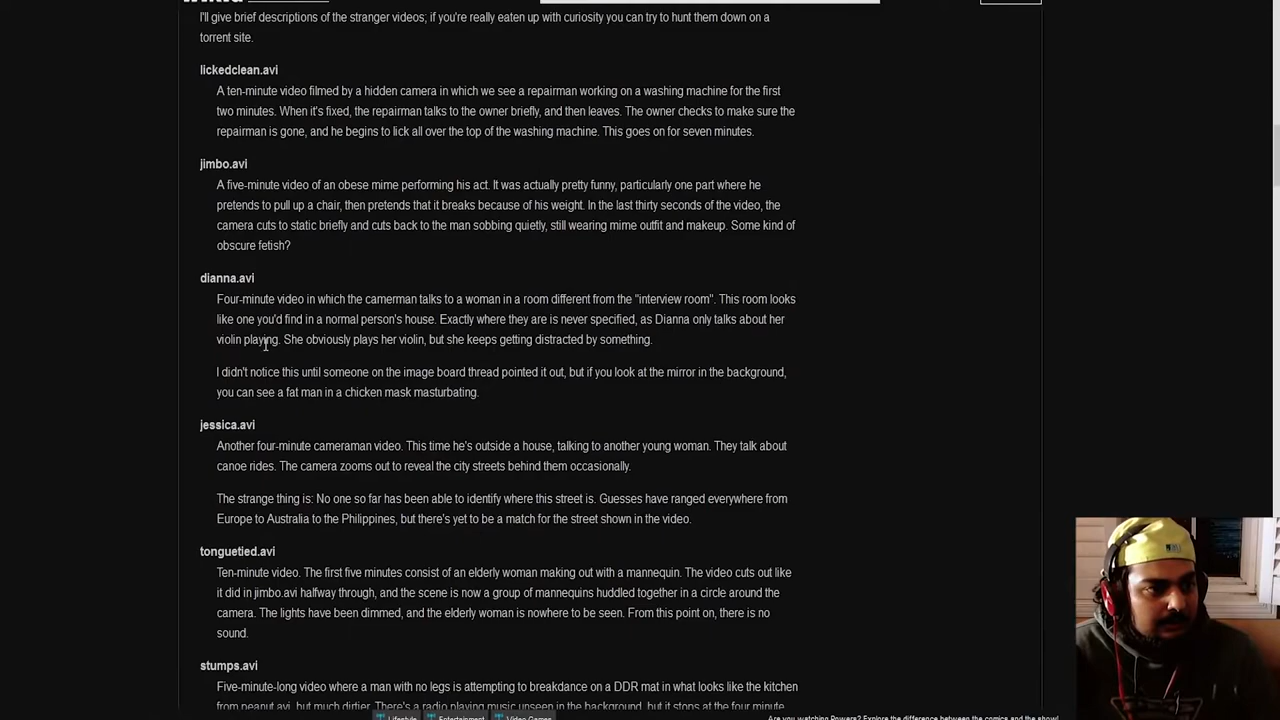 I'll give brief descriptions of the stranger videos; if you're really eaten up with curiosity you can try to hunt them down on a
torrent site.
lickedclean.avi
A ten-minute video filmed by a hidden camera in which we see a repairman working on a washing machine for the first
two minutes. When it's fixed, the repairman talks to the owner briefly, and then leaves. The owner checks to make sure the
repairman is gone, and he begins to lick all over the top of the washing machine. This goes on for seven minutes.
jimbo.avi
A five-minute video of an obese mime performing his act. It was actually pretty funny, particularly one part where he
pretends to pull up a chair, then pretends that it breaks because of his weight. In the last thirty seconds of the video, the
camera cuts to static briefly and cuts back to the man sobbing quietly, still wearing mime outfit and makeup. Some kind of
obscure fetish?
dianna.avi
Four-minute video in which the camerman talks to a woman in a room different from the "interview room". This room looks
like one you'd find in a normal person's house. Exactly where they are is never specified, as Dianna only talks about her
violin playing. She obviously plays her violin, but she keeps getting distracted by something.
I didn't notice this until someone on the image board thread pointed it out, but if you look at the mirror in the background,
you can see a fat man in a chicken mask masturbating.
jessica.avi
Another four-minute cameraman video. This time he's outside a house, talking to another young woman. They talk about
canoe rides. The camera zooms out to reveal the city streets behind them occasionally.
The strange thing is: No one so far has been able to identify where this street is. Guesses have ranged everywhere from
Europe to Australia to the Philippines, but there's yet to be a match for the street shown in the video.
tonguetied.avi
Ten-minute video. The first five minutes consist of an elderly woman making out with a mannequin. The video cuts out like
it did in jimbo.avi halfway through, and the scene is now a group of mannequins huddled together in a circle around the
camera. The lights have been dimmed, and the elderly woman is nowhere to be seen. From this point on, there is no
sound.
stumps.avi
Five-minute-long video where a man with no legs is attempting to breakdance on a DDR mat in what looks like the kitchen
from peanut.avi, but much dirtier. There's a radio playing music unseen in the background, but it stops at the four minute
Lifestyle Entertainment Video Games
Are you watching Powers? Explore the difference between the comics and the show!